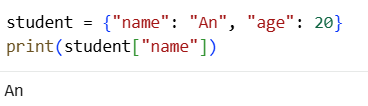 student = {"name": "An", "age": 20}
print(student["name"])
An